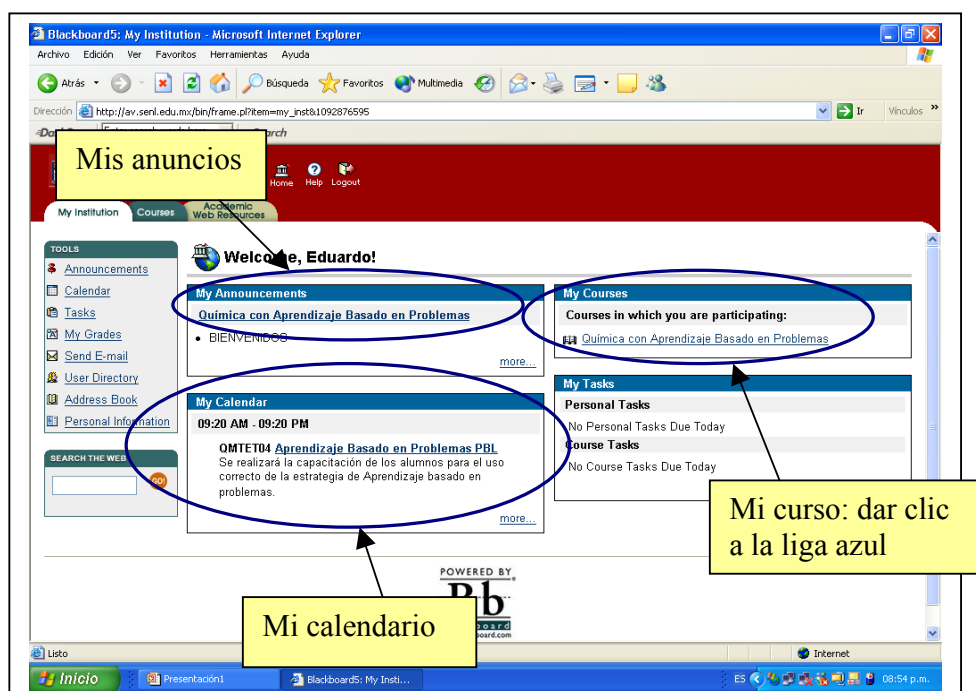 Blackboard5: My Institution - Microsoft Internet Explorer
Archivo Edición Ver Favoritos Herramientas Ayuda
Atrás Búsqueda Favoritos Multimedia
Dirección http://av.senl.edu.mx/bin/frame.pl?item=my_inst&1092876595 Ir Vínculos »
Mis anuncios
Home Help Logout
My Institution Courses Academic Web Resources
TOOLS
Announcements
Calendar
Tasks
My Grades
Send E-mail
User Directory
Address Book
Personal Information
SEARCH THE WEB
GO!
Welcome, Eduardo!
My Announcements
Química con Aprendizaje Basado en Problemas
• BIENVENIDOS
more...
My Calendar
09:20 AM - 09:20 PM
QMTET04 Aprendizaje Basado en Problemas PBL
Se realizará la capacitación de los alumnnos para el uso
correcto de la estrategia de Aprendizaje basado en
problemas.
more...
My Courses
Courses in which you are participating:
Química con Aprendizaje Basado en Problemas
My Tasks
Personal Tasks
No Personal Tasks Due Today
Course Tasks
No Course Tasks Due Today
Mi curso: dar clic
a la liga azul
Mi calendario
POWERED BY
Bb
Listo Internet
Inicio Presentación1 Blackboard5: My Insti... ES 08:54 p.m.